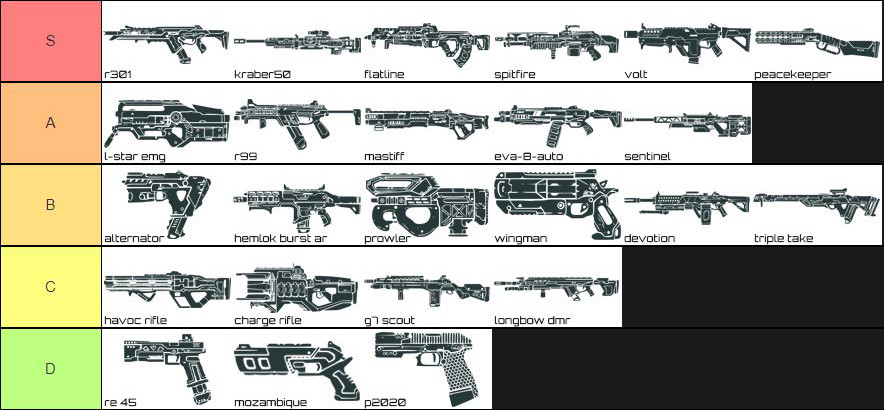 S
r301
kraber50
flatline
spitfire
volt
peacekeeper
A
l-star emg
r99
mastiff
eva-8-auto
sentinel
B
alternator
hemlok burst ar
prowler
wingman
devotion
triple take
C
havoc rifle
charge rifle
g7 scout
longbow dmr
D
re 45
mozambique
p2020